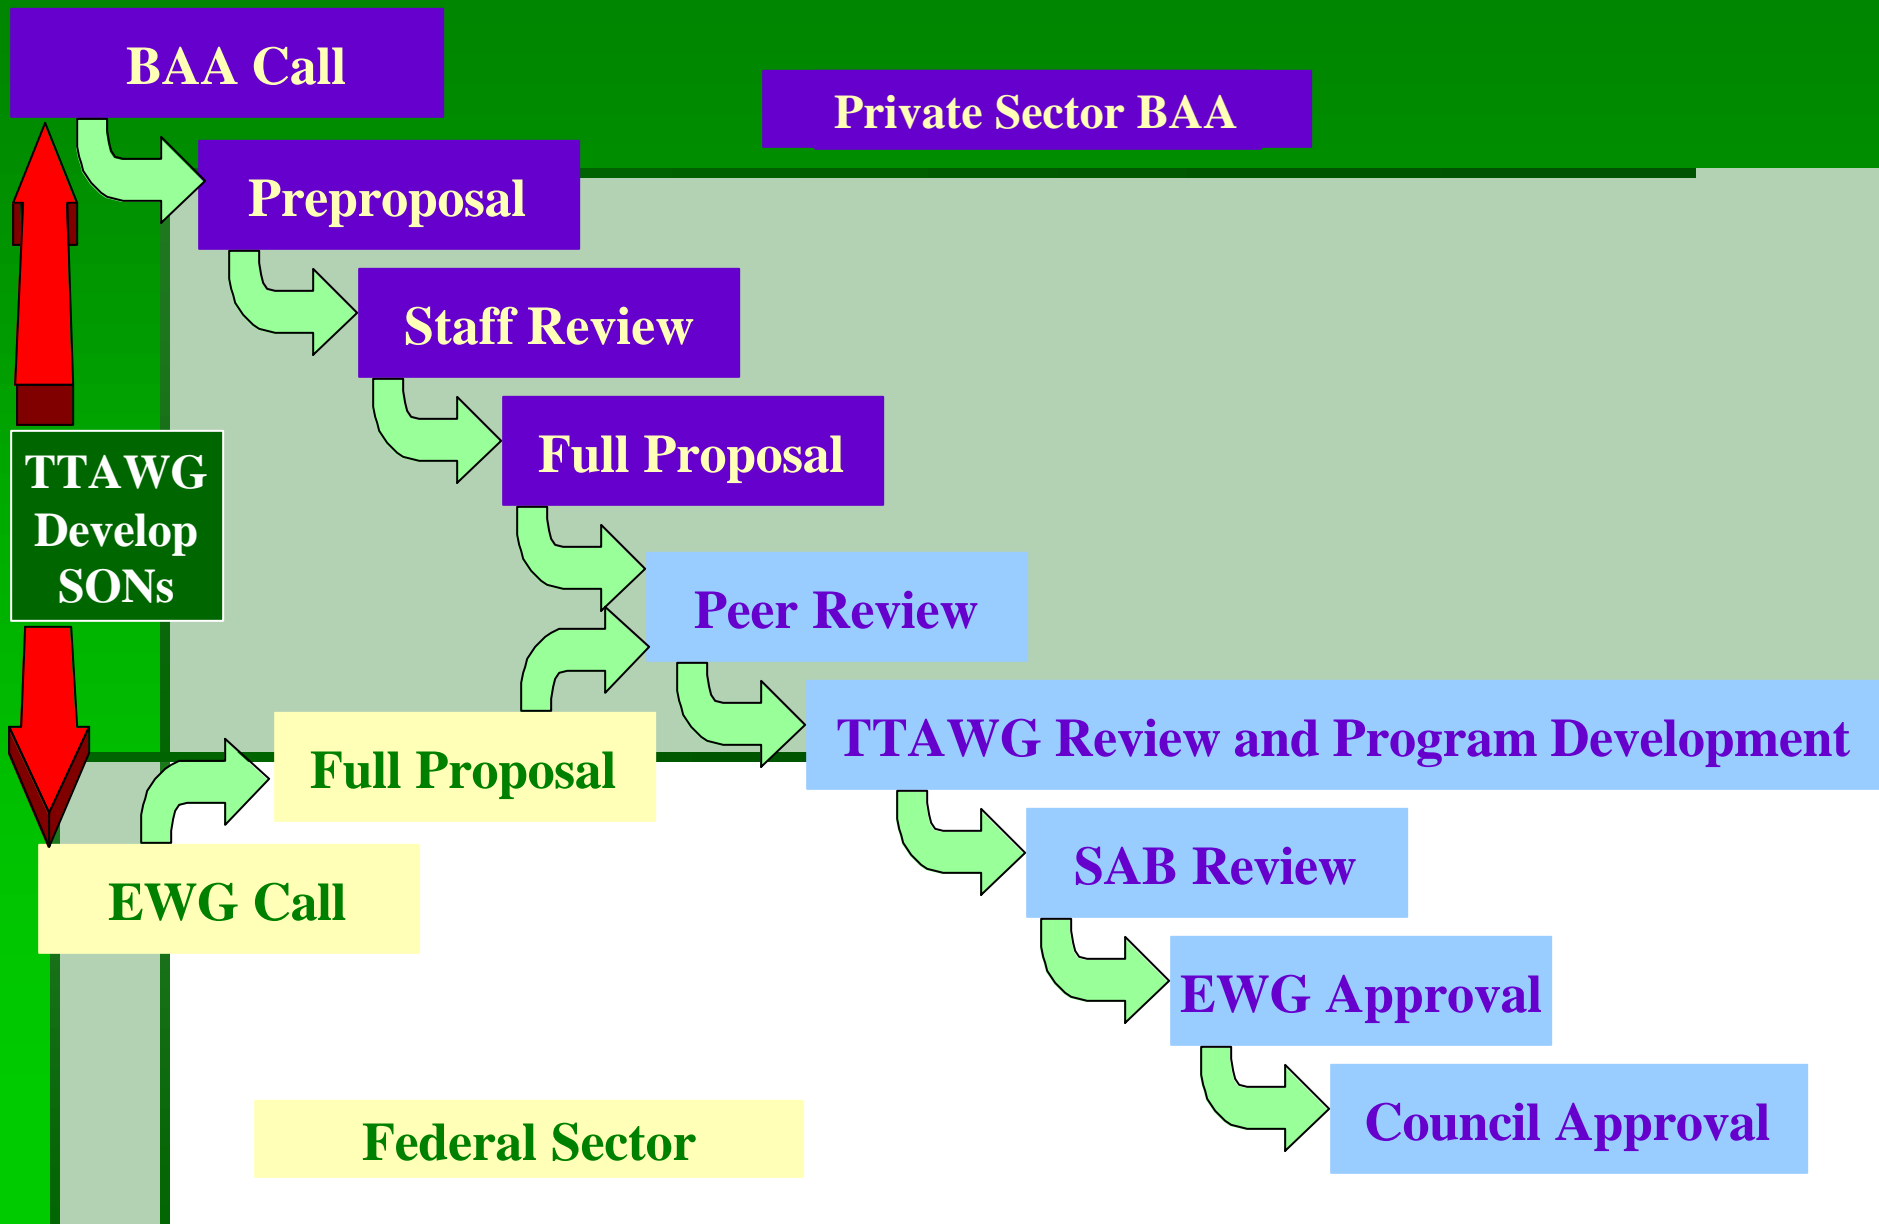 BAA Call
Private Sector BAA
Preproposal
Staff Review
Full Proposal
TTAWG
Develop
SONs
Peer Review
TTAWG Review and Program Development
Full Proposal
SAB Review
EWG Call
EWG Approval
Council Approval
Federal Sector